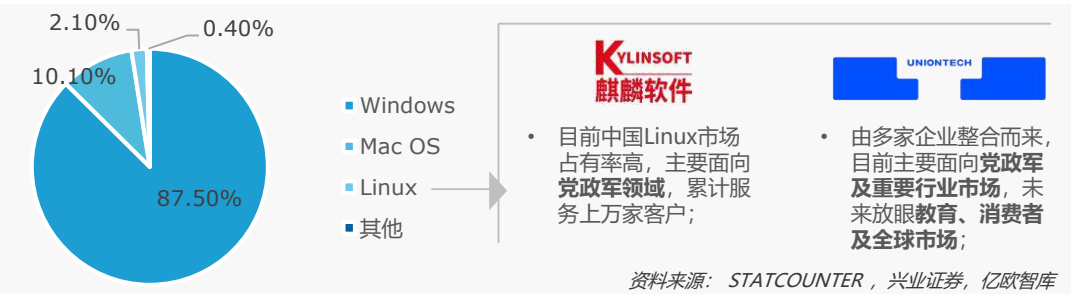 2.10%
0.40%
10.10%
87.50%
Windows
Mac OS
Linux
其他
KYLINSOFT
麒麟软件
• 目前中国Linux市场
占有率高，主要面向
党政军领域，累计服
务上万家客户；
UNIONTECH
• 由多家企业整合而来，
目前主要面向党政军
及重要行业市场，未
来放眼教育、消费者
及全球市场；
资料来源： STATCOUNTER ，兴业证券，亿欧智库